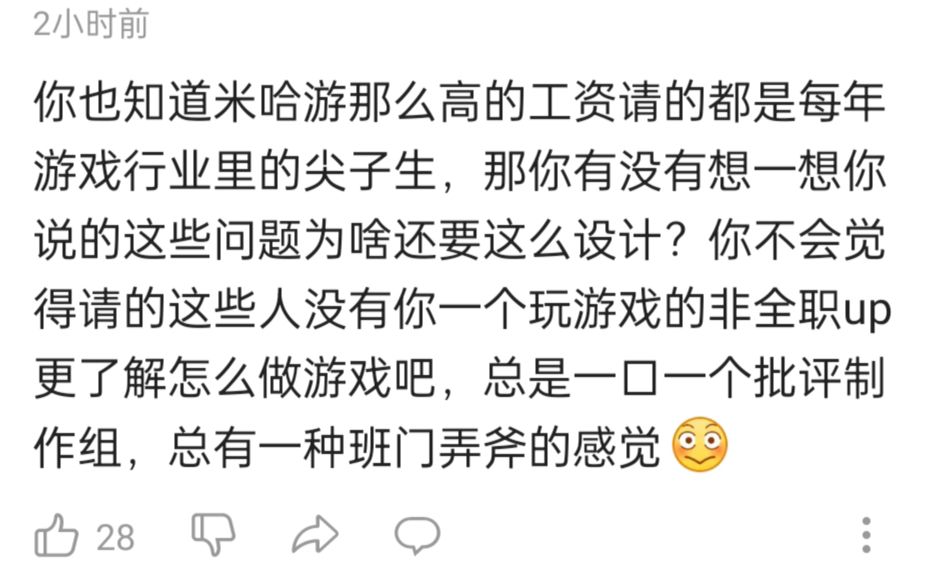 2小时前
你也知道米哈游那么高的工资请的都是每年
游戏行业里的尖子生，那你有没有想一想你
说的这些问题为啥还要这么设计？你不会觉
得请的这些人没有你一个玩游戏的非全职up
更了解怎么做游戏吧，总是一口一个批评制
作组，总有一种班门弄斧的感觉
28